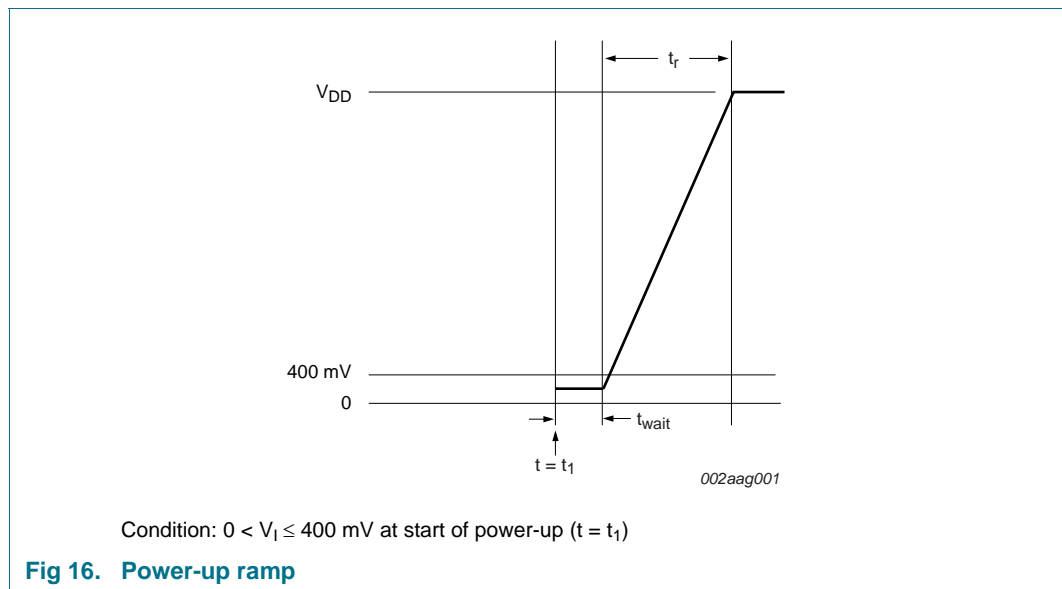 tr
VDD
400 mV
0
twait
t = t1
002aag001
Condition: 0 < VI ≤ 400 mV at start of power-up (t = t1)
Fig 16. Power-up ramp